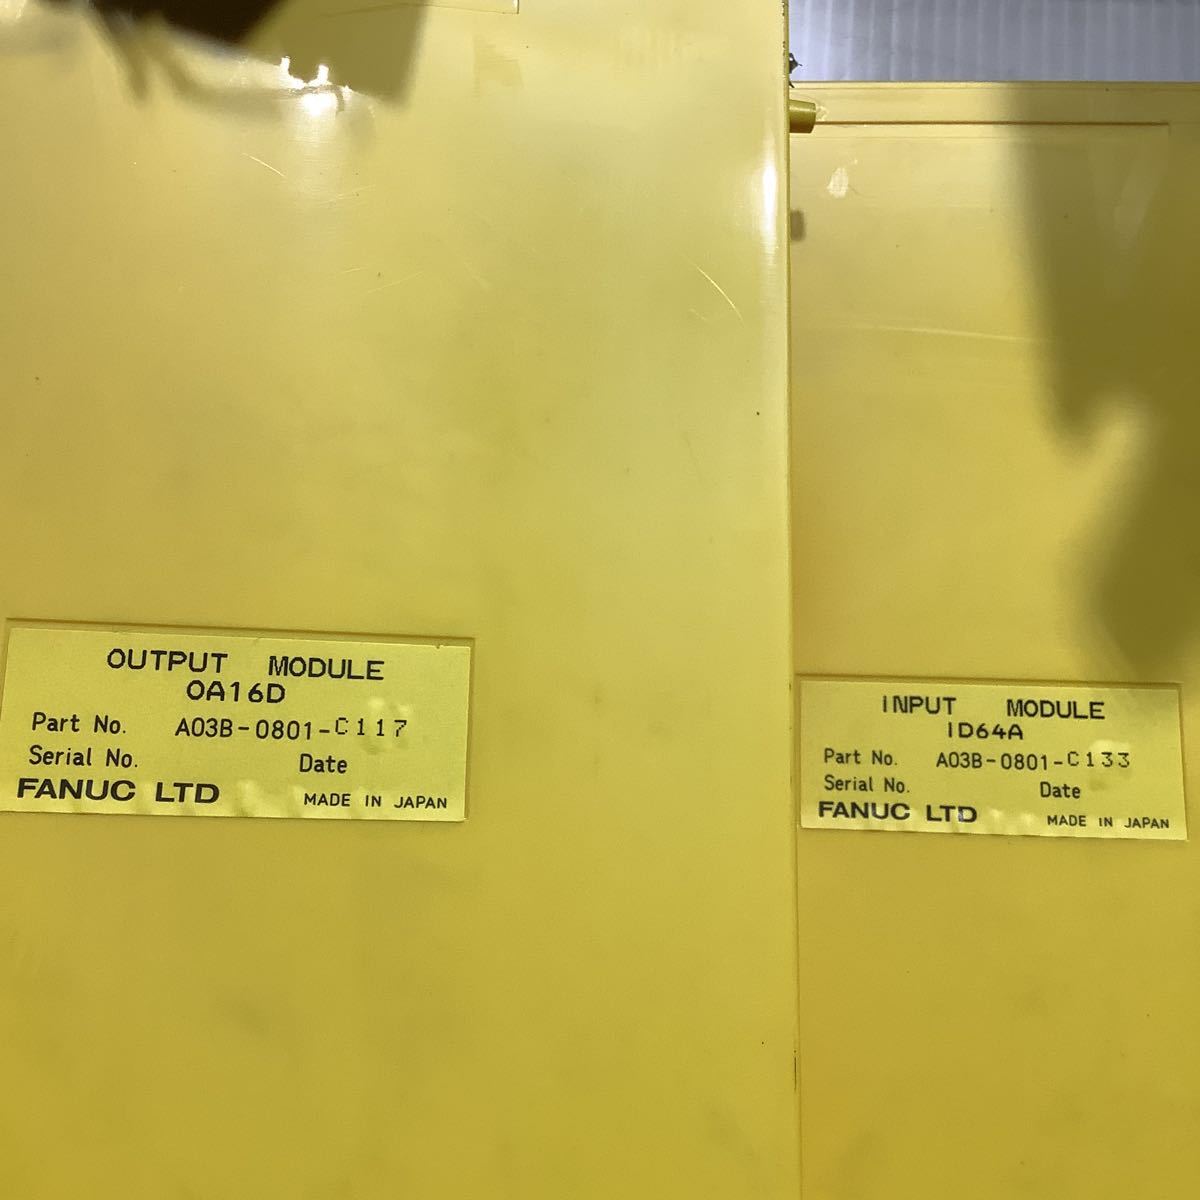 OUTPUT MODULE
OA16D
Part No. A03B-0801-C117
Serial No. Date
FANUC LTD MADE IN JAPAN
INPUT MODULE
ID64A
Part No. A03B-0801-C133
Serial No. Date
FANUC LTD MADE IN JAPAN